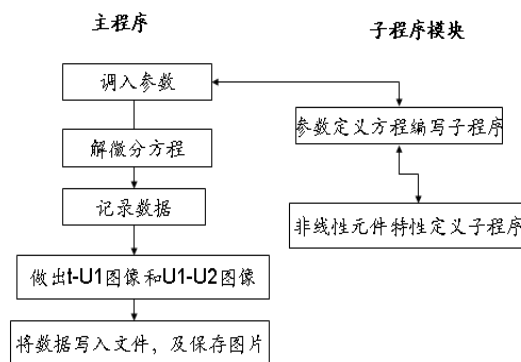 主程序
子程序模块
调入参数
参数定义方程编写子程序
解微分方程
记录数据
非线性元件特性定义子程序
做出t-U1图像和U1-U2图像
将数据写入文件，及保存图片